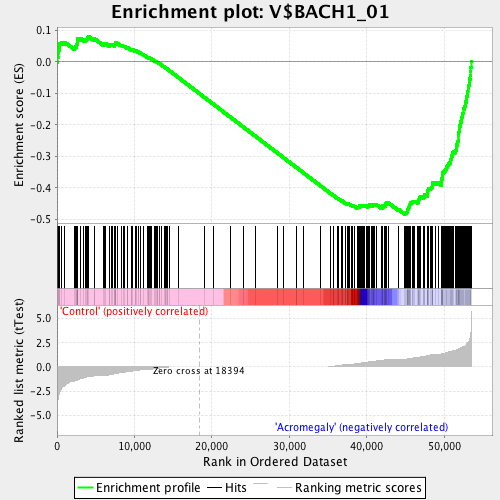 Enrichment plot: V$BACH1_01
Enrichment score (ES)
0.1
0.0
-0.1
-0.2
-0.3
-0.4
-0.5
'Control' (positively correlated)
Ranked list metric (tTest)
5.0
2.5
0.0
-2.5
-5.0
Zero cross at 18394
'Acromegaly' (negatively correlated)
0 10,000 20,000 30,000 40,000 50,000
Rank in Ordered Dataset
Enrichment profile Hits Ranking metric scores